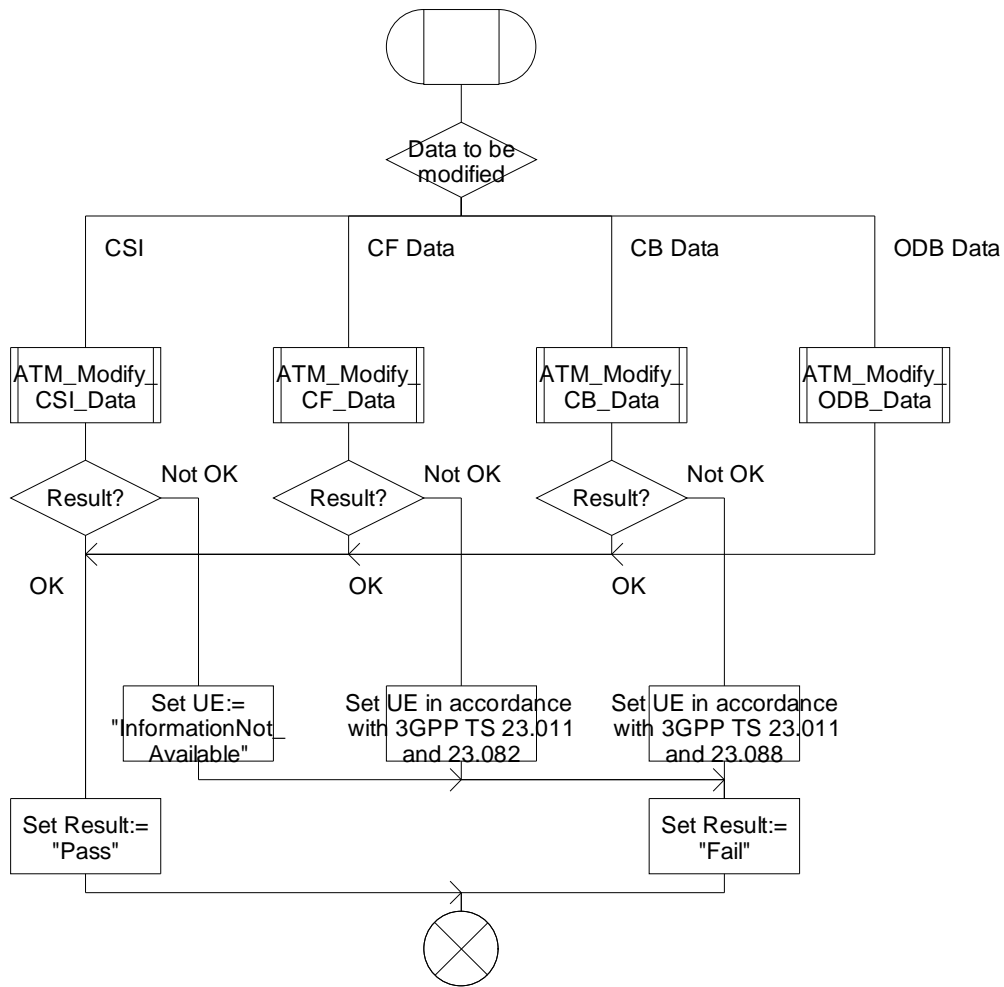 Data to be
modified
CSI
CF Data
CB Data
ODB Data
ATM_Modify_
CSI_Data
ATM_Modify_
CF_Data
ATM_Modify_
CB_Data
ATM_Modify_
ODB_Data
Result?
Not OK
Result?
Not OK
Result?
Not OK
OK
OK
OK
Set UE:=
"InformationNot_
Available"
Set UE in accordance
with 3GPP TS 23.011
and 23.082
Set UE in accordance
with 3GPP TS 23.011
and 23.088
Set Result:=
"Pass"
Set Result:=
"Fail"